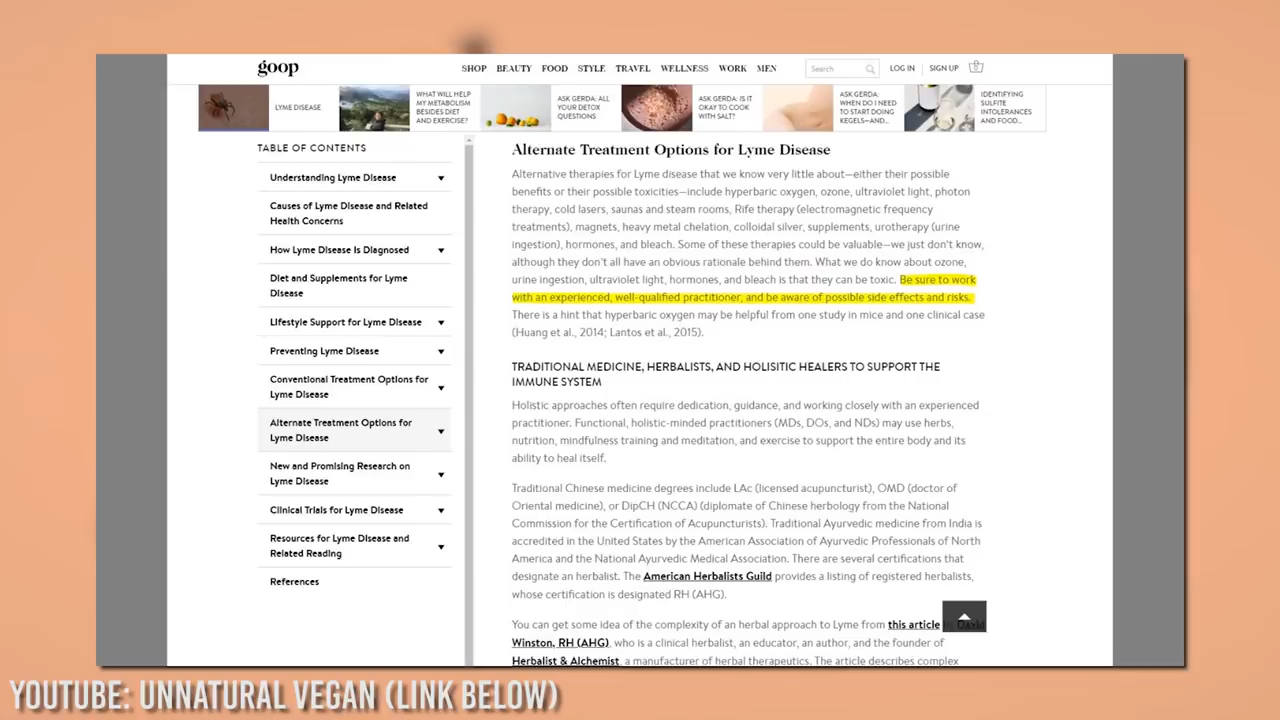 goop
SHOP BEAUTY FOOD STYLE TRAVEL WELLNESS WORK MEN
Search
LOG IN
SIGN UP
0
LYME DISEASE
WHAT WILL HELP
MY METABOLISM
BESIDES DIET
AND EXERCISE?
ASK GERDA: ALL
YOUR DETOX
QUESTIONS
ASK GERDA: IS IT
OKAY TO COOK
WITH SALT?
ASK GERDA:
WHEN DO I NEED
TO START DOING
KEGELS—AND...
IDENTIFYING
SULFITE
INTOLERANCES
AND FOOD...
TABLE OF CONTENTS
Understanding Lyme Disease
Causes of Lyme Disease and Related
Health Concerns
How Lyme Disease Is Diagnosed
Diet and Supplements for Lyme
Disease
Lifestyle Support for Lyme Disease
Preventing Lyme Disease
Conventional Treatment Options for
Lyme Disease
Alternate Treatment Options for
Lyme Disease
New and Promising Research on
Lyme Disease
Clinical Trials for Lyme Disease
Resources for Lyme Disease and
Related Reading
References
Alternate Treatment Options for Lyme Disease
Alternative therapies for Lyme disease that we know very little about—either their possible
benefits or their possible toxicities—include hyperbaric oxygen, ozone, ultraviolet light, photon
therapy, cold lasers, saunas and steam rooms, Rife therapy (electromagnetic frequency
treatments), magnets, heavy metal chelation, colloidal silver, supplements, urotherapy (urine
ingestion), hormones, and bleach. Some of these therapies could be valuable—we just don't know,
although they don't all have an obvious rationale behind them. What we do know about ozone,
urine ingestion, ultraviolet light, hormones, and bleach is that they can be toxic. Be sure to work
with an experienced, well-qualified practitioner, and be aware of possible side effects and risks.
There is a hint that hyperbaric oxygen may be helpful from one study in mice and one clinical case
(Huang et al., 2014; Lantos et al., 2015).
TRADITIONAL MEDICINE, HERBALISTS, AND HOLISITIC HEALERS TO SUPPORT THE
IMMUNE SYSTEM
Holistic approaches often require dedication, guidance, and working closely with an experienced
practitioner. Functional, holistic-minded practitioners (MDs, DOs, and NDs) may use herbs,
nutrition, mindfulness training and meditation, and exercise to support the entire body and its
ability to heal itself.
Traditional Chinese medicine degrees include LAc (licensed acupuncturist), OMD (doctor of
Oriental medicine), or DipCH (NCCA) (diplomate of Chinese herbology from the National
Commission for the Certification of Acupuncturists). Traditional Ayurvedic medicine from India is
accredited in the United States by the American Association of Ayurvedic Professionals of North
America and the National Ayurvedic Medical Association. There are several certifications that
designate an herbalist. The American Herbalists Guild provides a listing of registered herbalists,
whose certification is designated RH (AHG).
You can get some idea of the complexity of an herbal approach to Lyme from this article by David
Winston, RH (AHG), who is a clinical herbalist, an educator, an author, and the founder of
Herbalist & Alchemist, a manufacturer of herbal therapeutics. The article describes complex
YOUTUBE: UNNATURAL VEGAN (LINK BELOW)